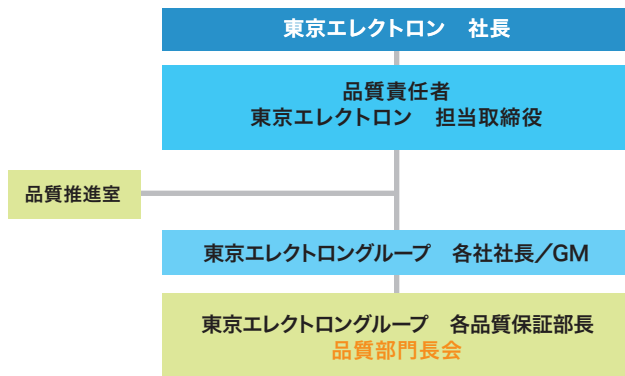 東京エレクトロン　社長
品質責任者
東京エレクトロン　担当取締役
品質推進室
東京エレクトロングループ　各社社長／GM
東京エレクトロングループ　各品質保証部長
品質部門長会